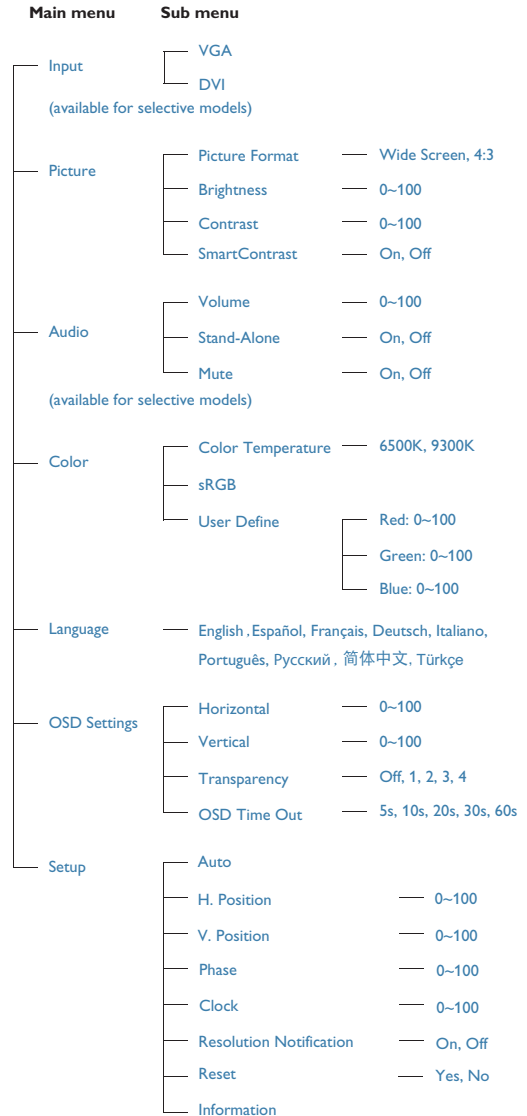 Main menu Sub menu
VGA
Input
DVI
(available for selective models)
Picture Format Wide Screen, 4:3
Picture
Brightness 0~100
Contrast 0~100
SmartContrast On, Off
Volume 0~100
Audio Stand-Alone On, Off
Mute On, Off
(available for selective models)
Color Temperature 6500K, 9300K
Color
sRGB
User Define Red: 0~100
Green: 0~100
Blue: 0~100
Language English, Español, Français, Deutsch, Italiano,
Português, Русский, 简体中文, Türkçe
Horizontal 0~100
OSD Settings
Vertical 0~100
Transparency Off, 1, 2, 3, 4
OSD Time Out 5s, 10s, 20s, 30s, 60s
Setup Auto
H. Position 0~100
V. Position 0~100
Phase 0~100
Clock 0~100
Resolution Notification On, Off
Reset Yes, No
Information